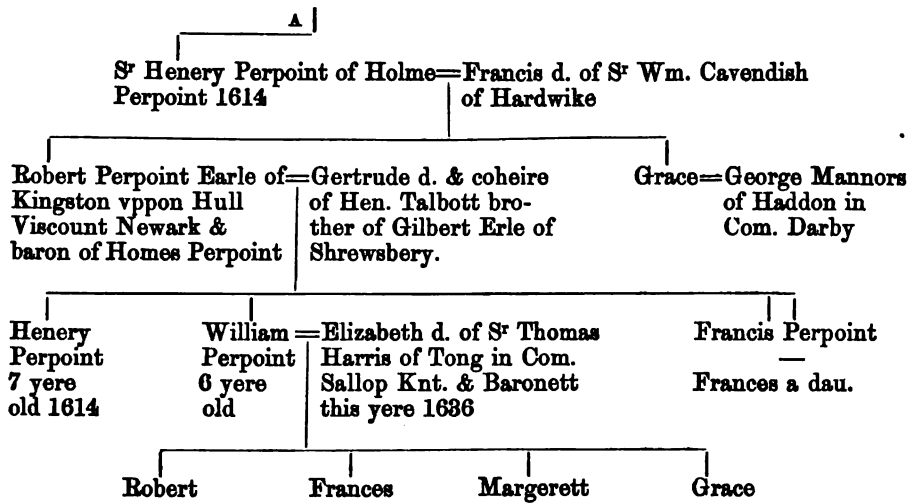 A
Sr Henery Perpoint of Holme=Francis d. of Sr Wm. Cavendish
Perpoint 1614
of Hardwike
Robert Perpoint Earle of=Gertrude d. & coheire
Kingston vppon Hull
of Hen. Talbott bro-
Viscount Newark &
ther of Gilbert Erle of
baron of Homes Perpoint
Shrewsbery.
Grace=George Mannors
of Haddon in
Com. Darby
Henery
Perpoint
7 yere
old 1614
William=Elizabeth d. of Sr Thomas
Perpoint
Harris of Tong in Com.
6 yere
Sallop Knt. & Baronett
old
this yere 1636
Francis Perpoint
—
Frances a dau.
Robert
Frances
Margerett
Grace